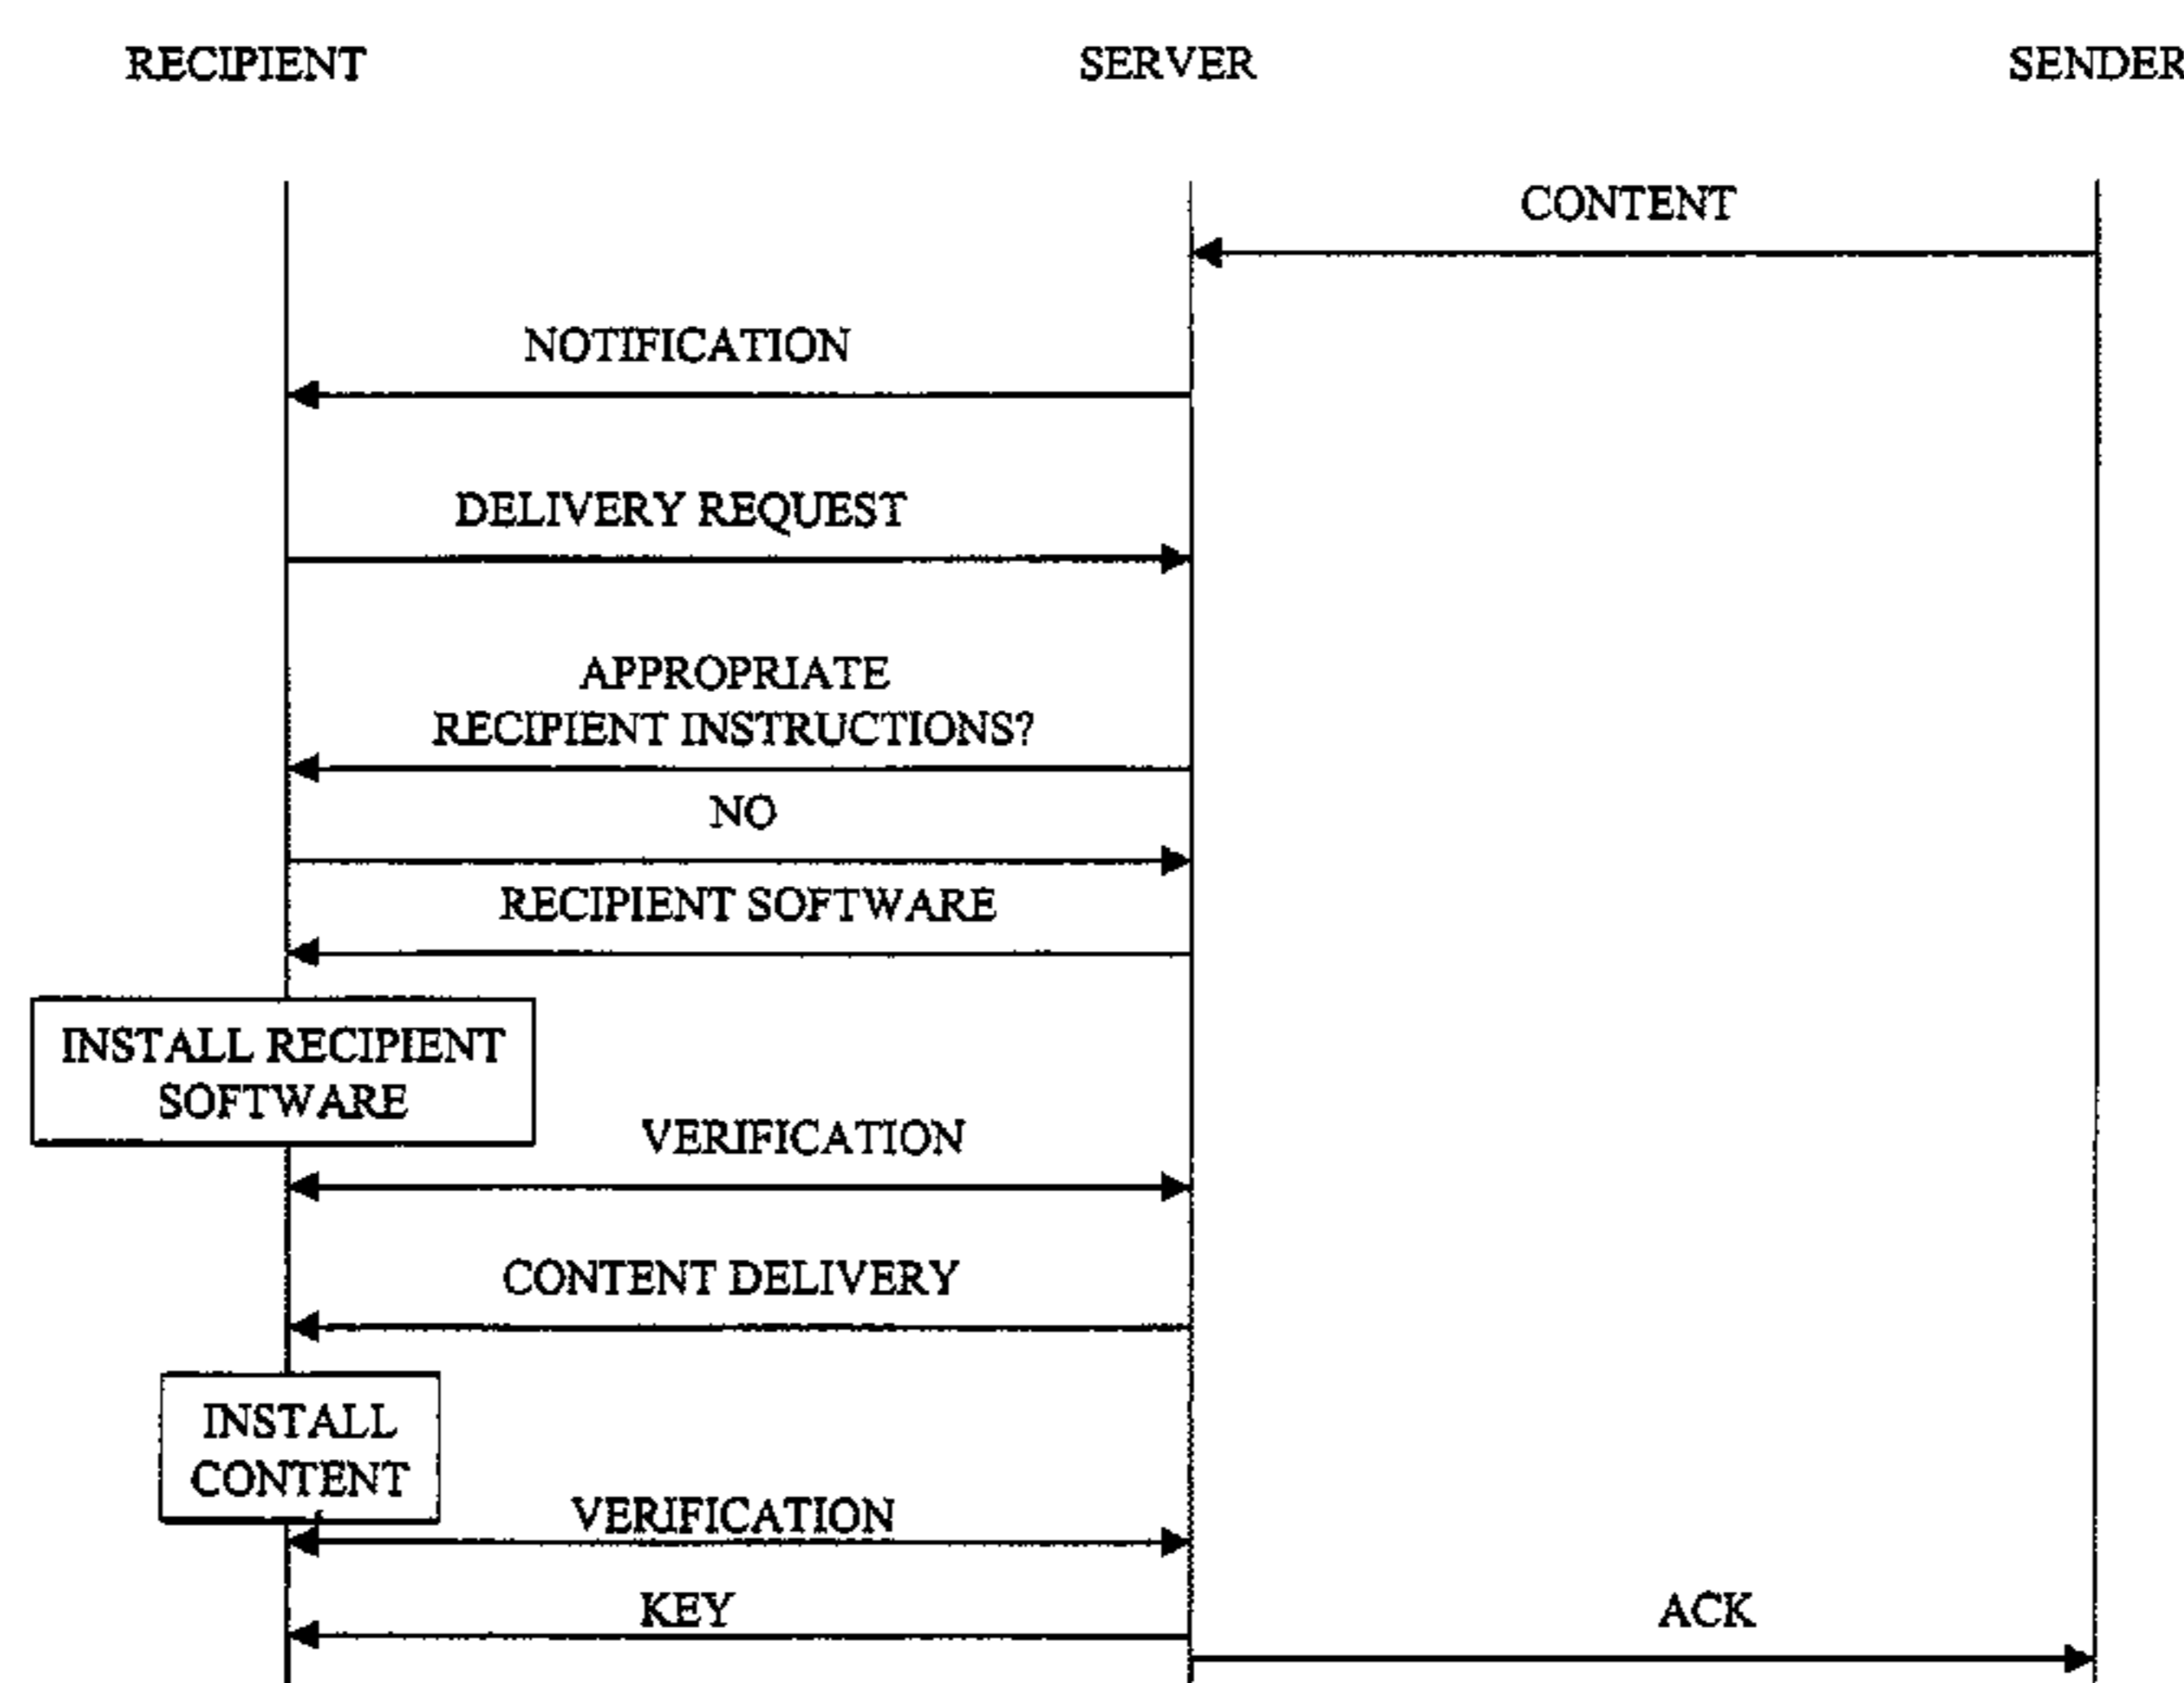 RECIPIENT
SERVER
SENDER
CONTENT
NOTIFICATION
DELIVERY REQUEST
APPROPRIATE
RECIPIENT INSTRUCTIONS?
NO
RECIPIENT SOFTWARE
INSTALL RECIPIENT
SOFTWARE
VERIFICATION
CONTENT DELIVERY
INSTALL
CONTENT
VERIFICATION
KEY
ACK